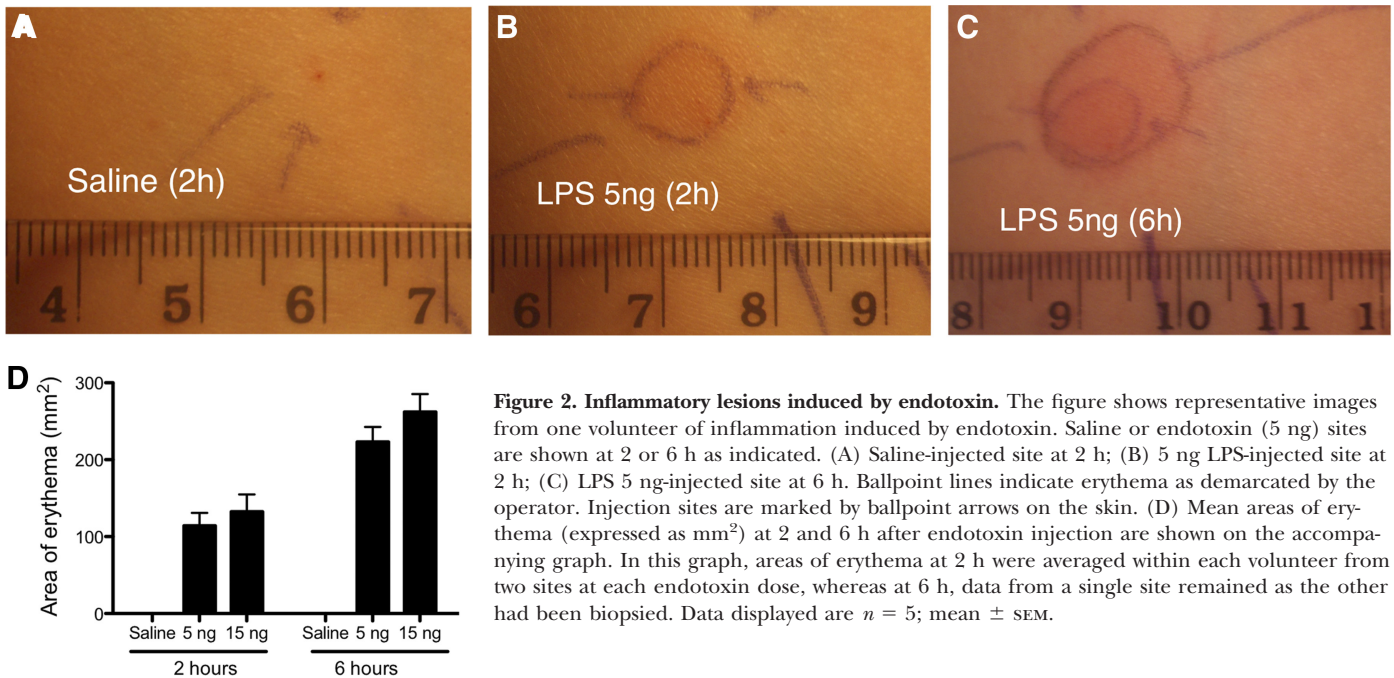 A
Saline (2h)
4 5 6 7
B
LPS 5ng (2h)
6 7 8 9
C
LPS 5ng (6h)
8 9 10 11 1
D
Area of erythema (mm²)
300
200
100
0
Saline 5 ng 15 ng Saline 5 ng 15 ng
2 hours 6 hours
Figure 2. Inflammatory lesions induced by endotoxin. The figure shows representative images
from one volunteer of inflammation induced by endotoxin. Saline or endotoxin (5 ng) sites
are shown at 2 or 6 h as indicated. (A) Saline-injected site at 2 h; (B) 5 ng LPS-injected site at
2 h; (C) LPS 5 ng-injected site at 6 h. Ballpoint lines indicate erythema as demarcated by the
operator. Injection sites are marked by ballpoint arrows on the skin. (D) Mean areas of ery-
thema (expressed as mm²) at 2 and 6 h after endotoxin injection are shown on the accompa-
nying graph. In this graph, areas of erythema at 2 h were averaged within each volunteer from
two sites at each endotoxin dose, whereas at 6 h, data from a single site remained as the other
had been biopsied. Data displayed are n = 5; mean ± SEM.